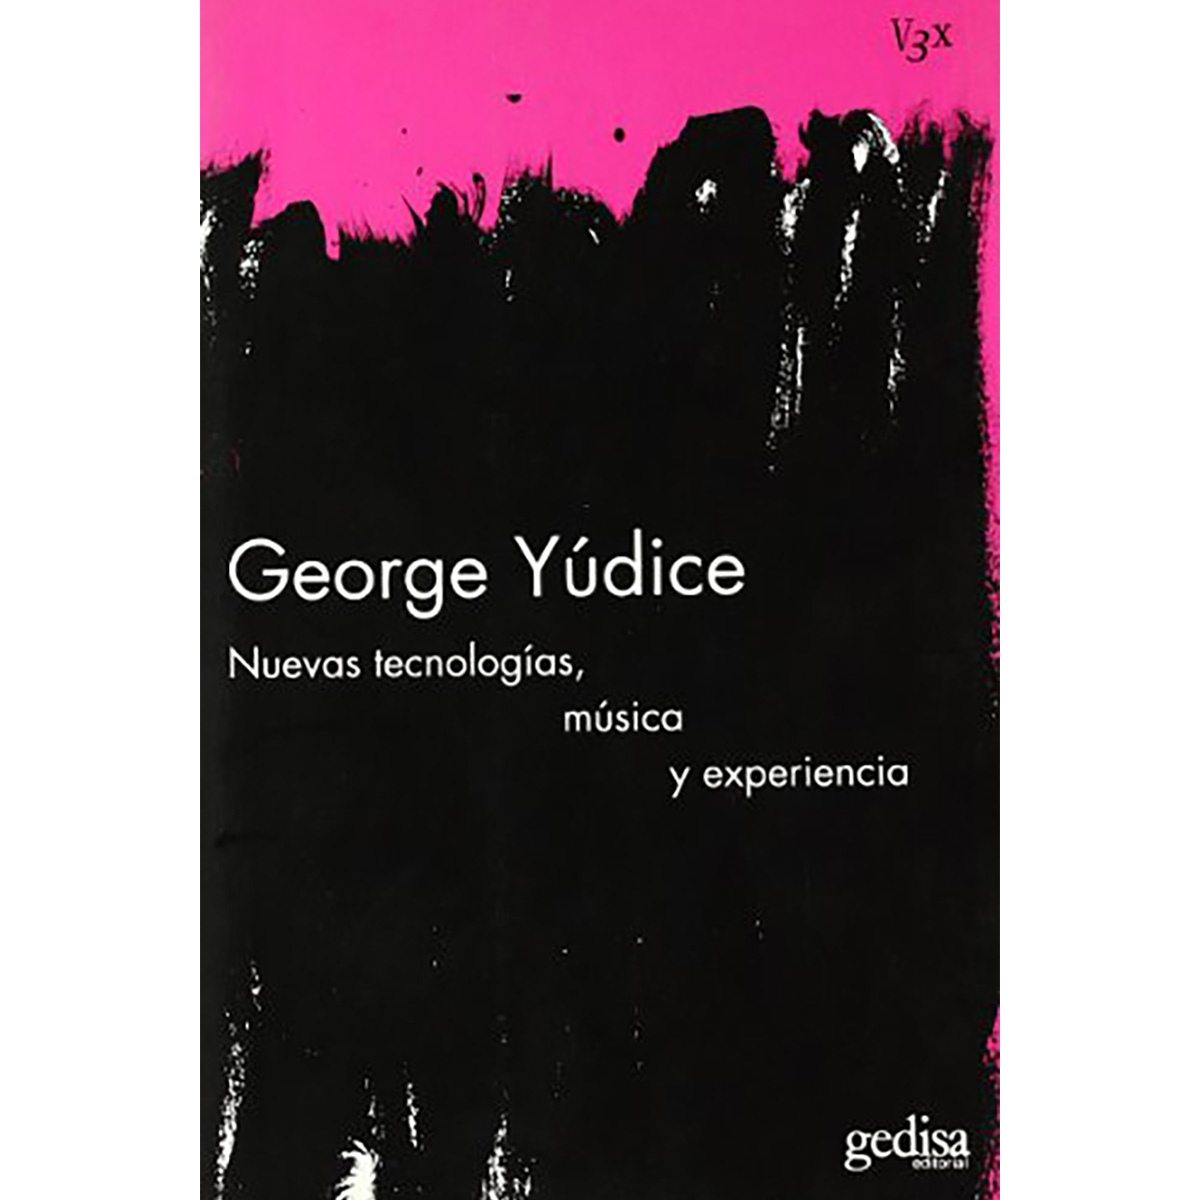 V3x
George Yúdice
Nuevas tecnologías,
música
y experiencia
gedisa
editorial